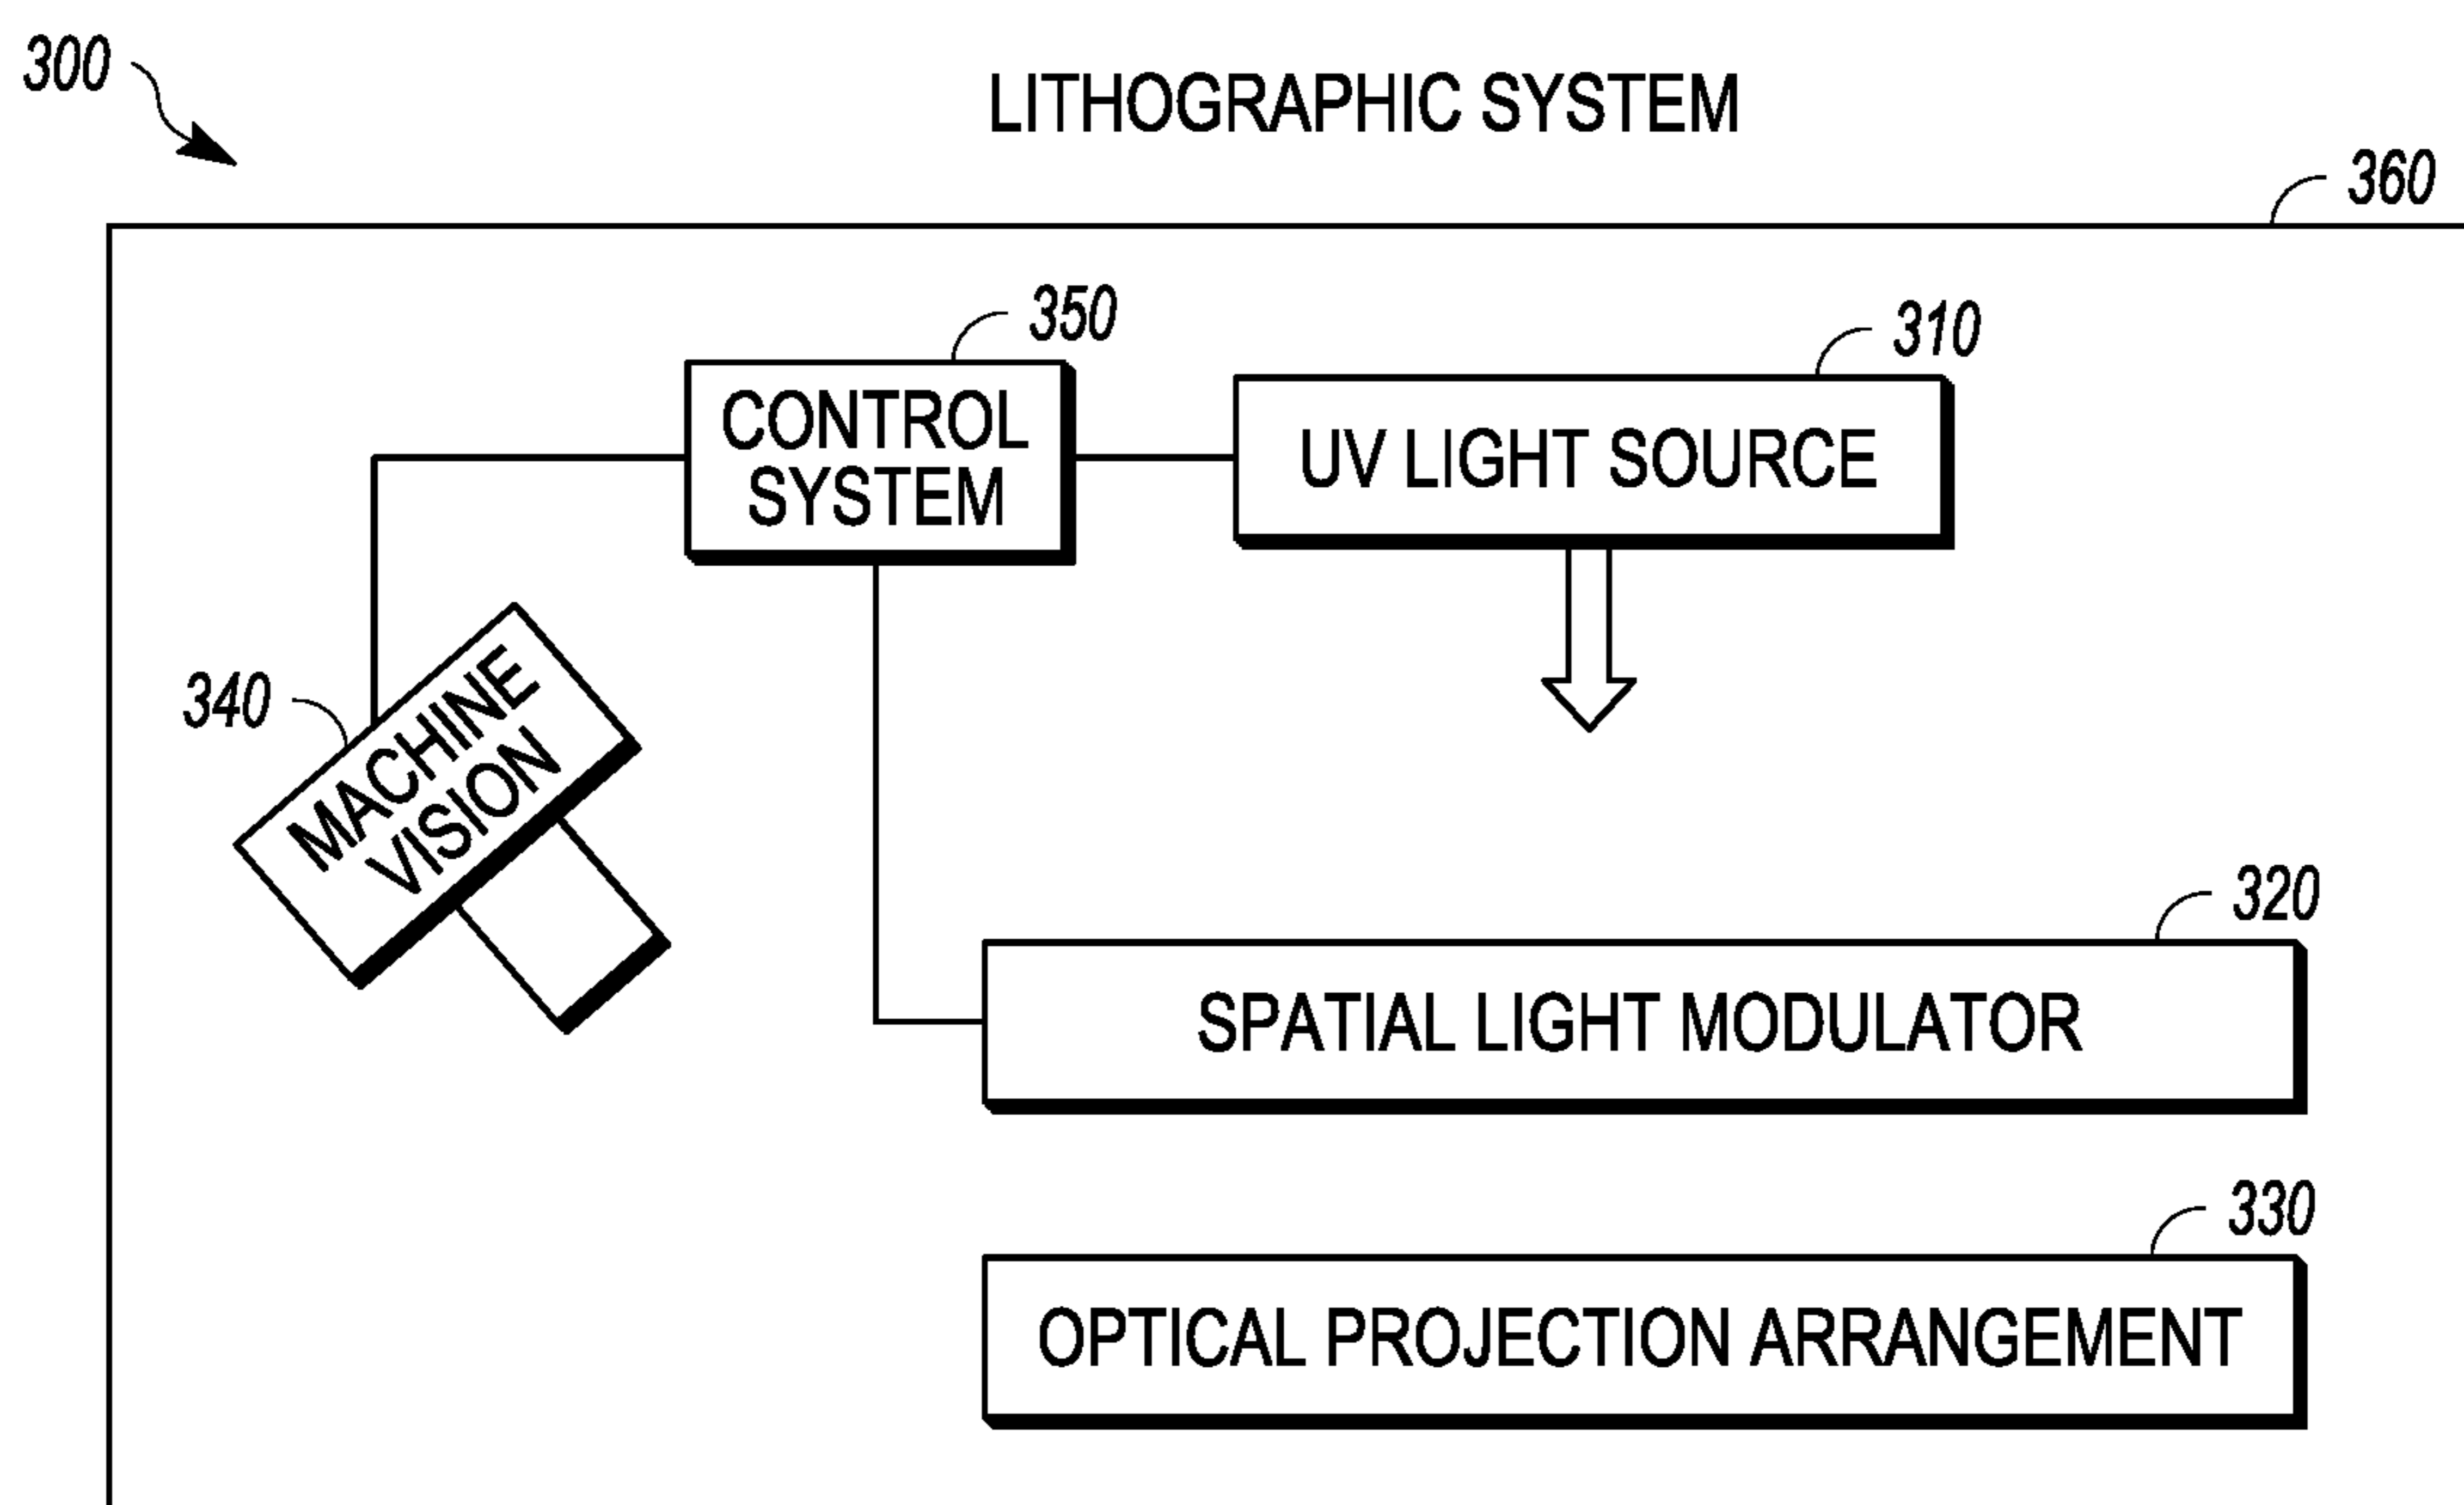 300
LITHOGRAPHIC SYSTEM
360
350
310
CONTROL
SYSTEM
UV LIGHT SOURCE
340
MACHINE
VISION
320
SPATIAL LIGHT MODULATOR
330
OPTICAL PROJECTION ARRANGEMENT